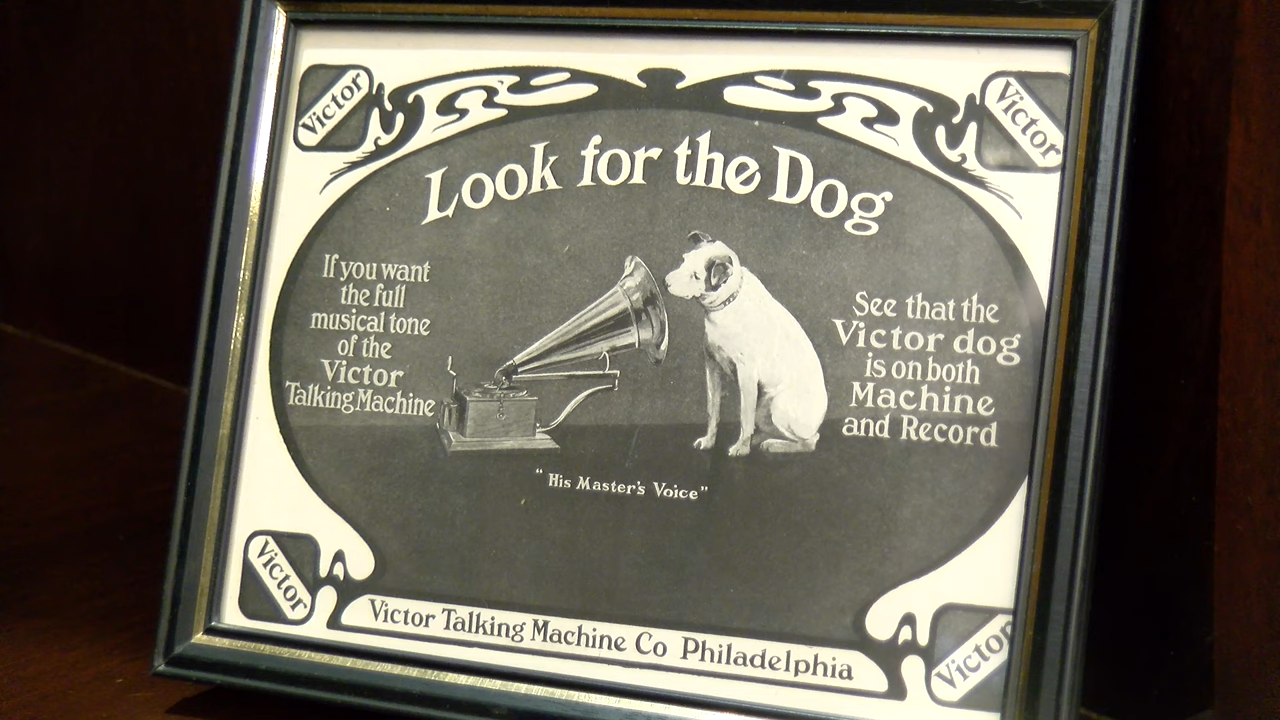 Victor
Victor
Look for the Dog
If you want
the full
musical tone
of the
Victor
Talking Machine
See that the
Victor dog
is on both
Machine
and Record
"His Master's Voice"
Victor
Victor Talking Machine Co Philadelphia
Victor